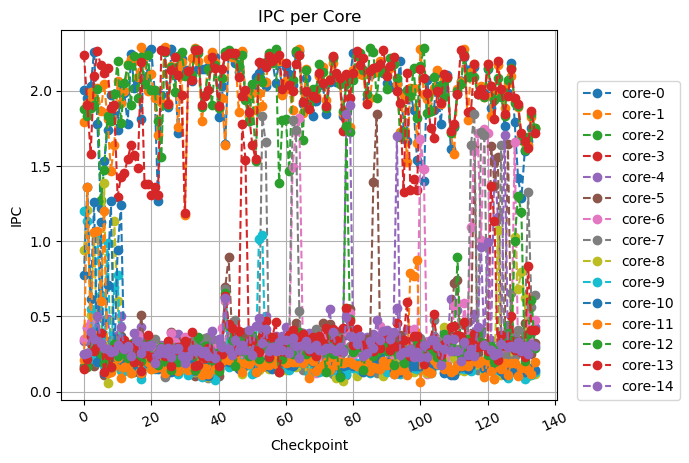 IPC per Core
IPC
2.0
1.5
1.0
0.5
0.0
0
20
40
60
80
100
120
140
Checkpoint
core-0
core-1
core-2
core-3
core-4
core-5
core-6
core-7
core-8
core-9
core-10
core-11
core-12
core-13
core-14